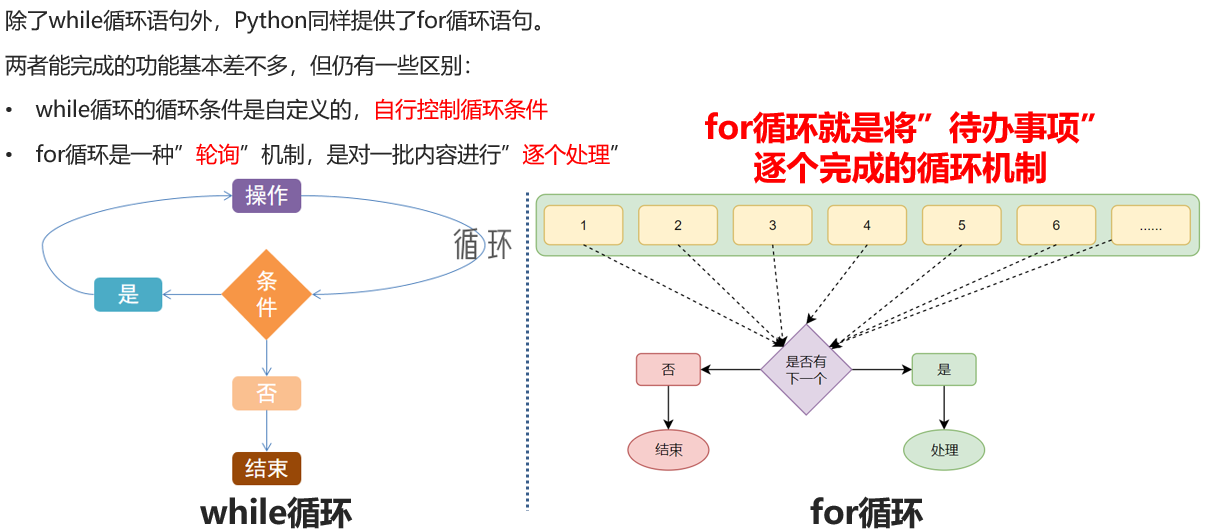 除了while循环语句外，Python同样提供了for循环语句。
两者能完成的功能基本差不多，但仍有一些区别：
• while循环的循环条件是自定义的，自行控制循环条件
• for循环是一种”轮询”机制，是对一批内容进行”逐个处理”
for循环就是将”待办事项”
逐个完成的循环机制
操作
循环
是
条
件
否
结束
while循环
1 2 3 4 5 6 ......
是否有
下一个
否
是
结束
处理
for循环